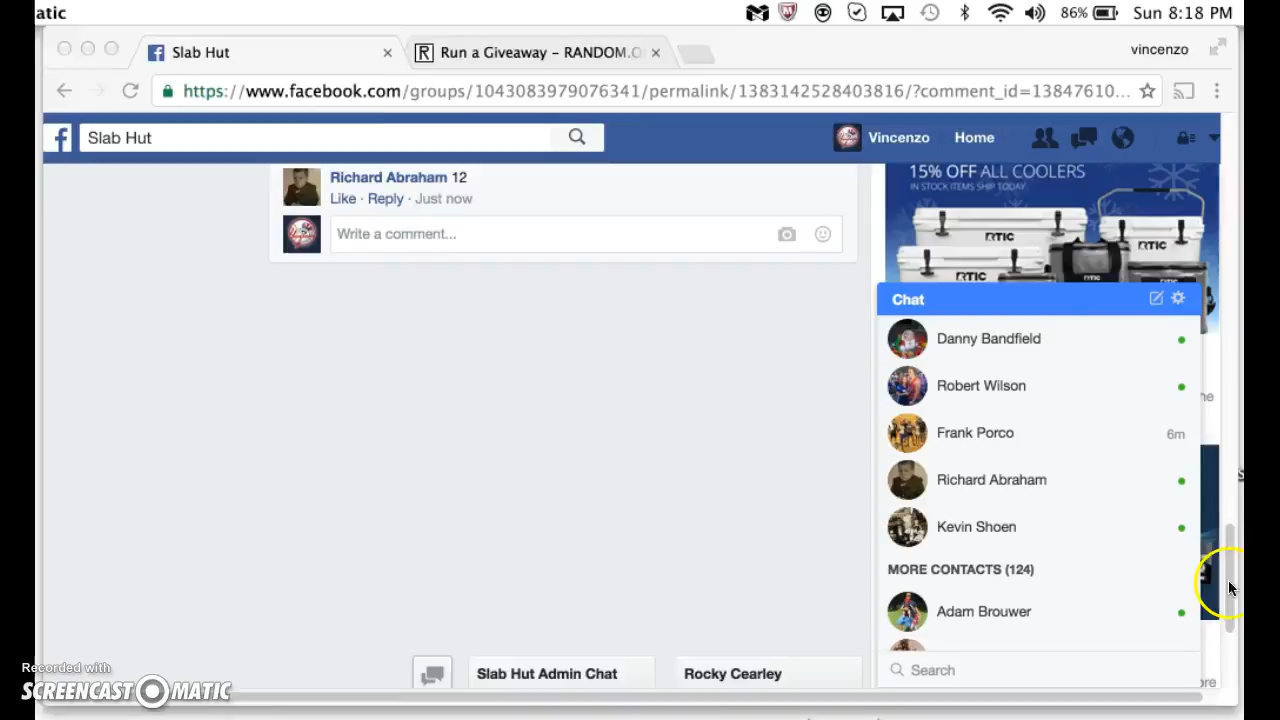 atic
86%
Sun 8:18 PM
Slab Hut
Run a Giveaway – RANDOM.O
vincenzo
https://www.facebook.com/groups/1043083979076341/permalink/1383142528403816/?comment_id=13847610...
Slab Hut
Vincenzo
Home
Richard Abraham 12
Like · Reply · Just now
Write a comment...
15% OFF ALL COOLERS
IN STOCK ITEMS SHIP TODAY
RTIC
RTIC
Chat
Danny Bandfield
Robert Wilson
Frank Porco 6m
Richard Abraham
Kevin Shoen
MORE CONTACTS (124)
Adam Brouwer
Search
Slab Hut Admin Chat
Rocky Cearley
Recorded with
SCREENCAST-O-MATIC